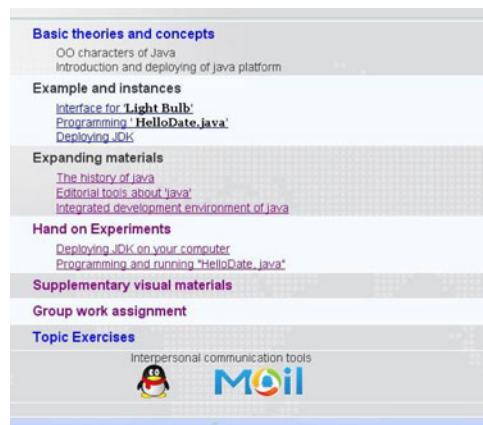 Basic theories and concepts
OO characters of Java
Introduction and deploying of java platform
Example and instances
Interface for 'Light Bulb'
Programming ' HelloDate.java'
Deploying JDK
Expanding materials
The history of java
Editorial tools about 'java'
Integrated development environment of java
Hand on Experiments
Deploying JDK on your computer
Programming and running "HelloDate. java"
Supplementary visual materials
Group work assignment
Topic Exercises
Interpersonal communication tools
Mail